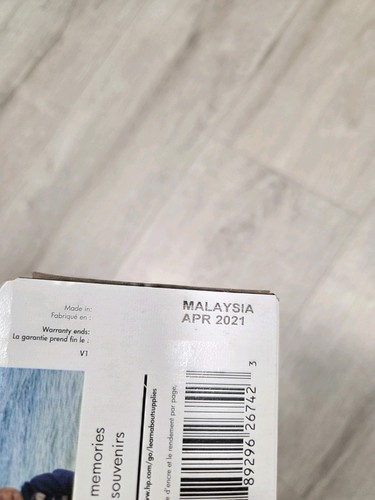 Made in:
Fabriqué en :
MALAYSIA
APR 2021
Warranty ends:
La garantie prend fin le :
V1
memories
souvenirs
www.hp.com/go/learnaboutsupplies
d'encre et le rendement par page,
89296 26742 3